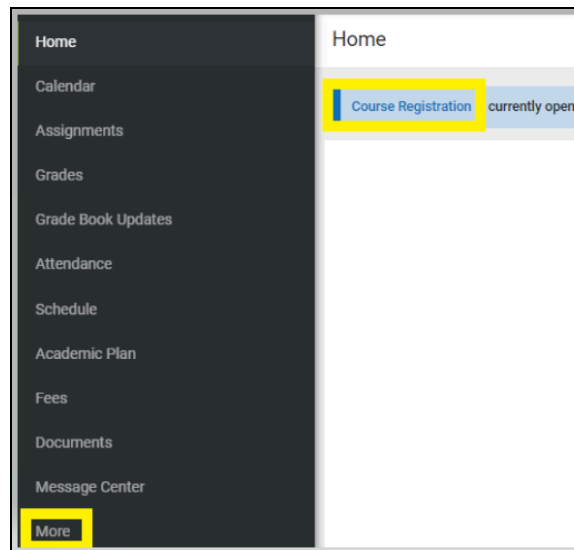 Home
Calendar
Assignments
Grades
Grade Book Updates
Attendance
Schedule
Academic Plan
Fees
Documents
Message Center
More
Home
Course Registration currently open